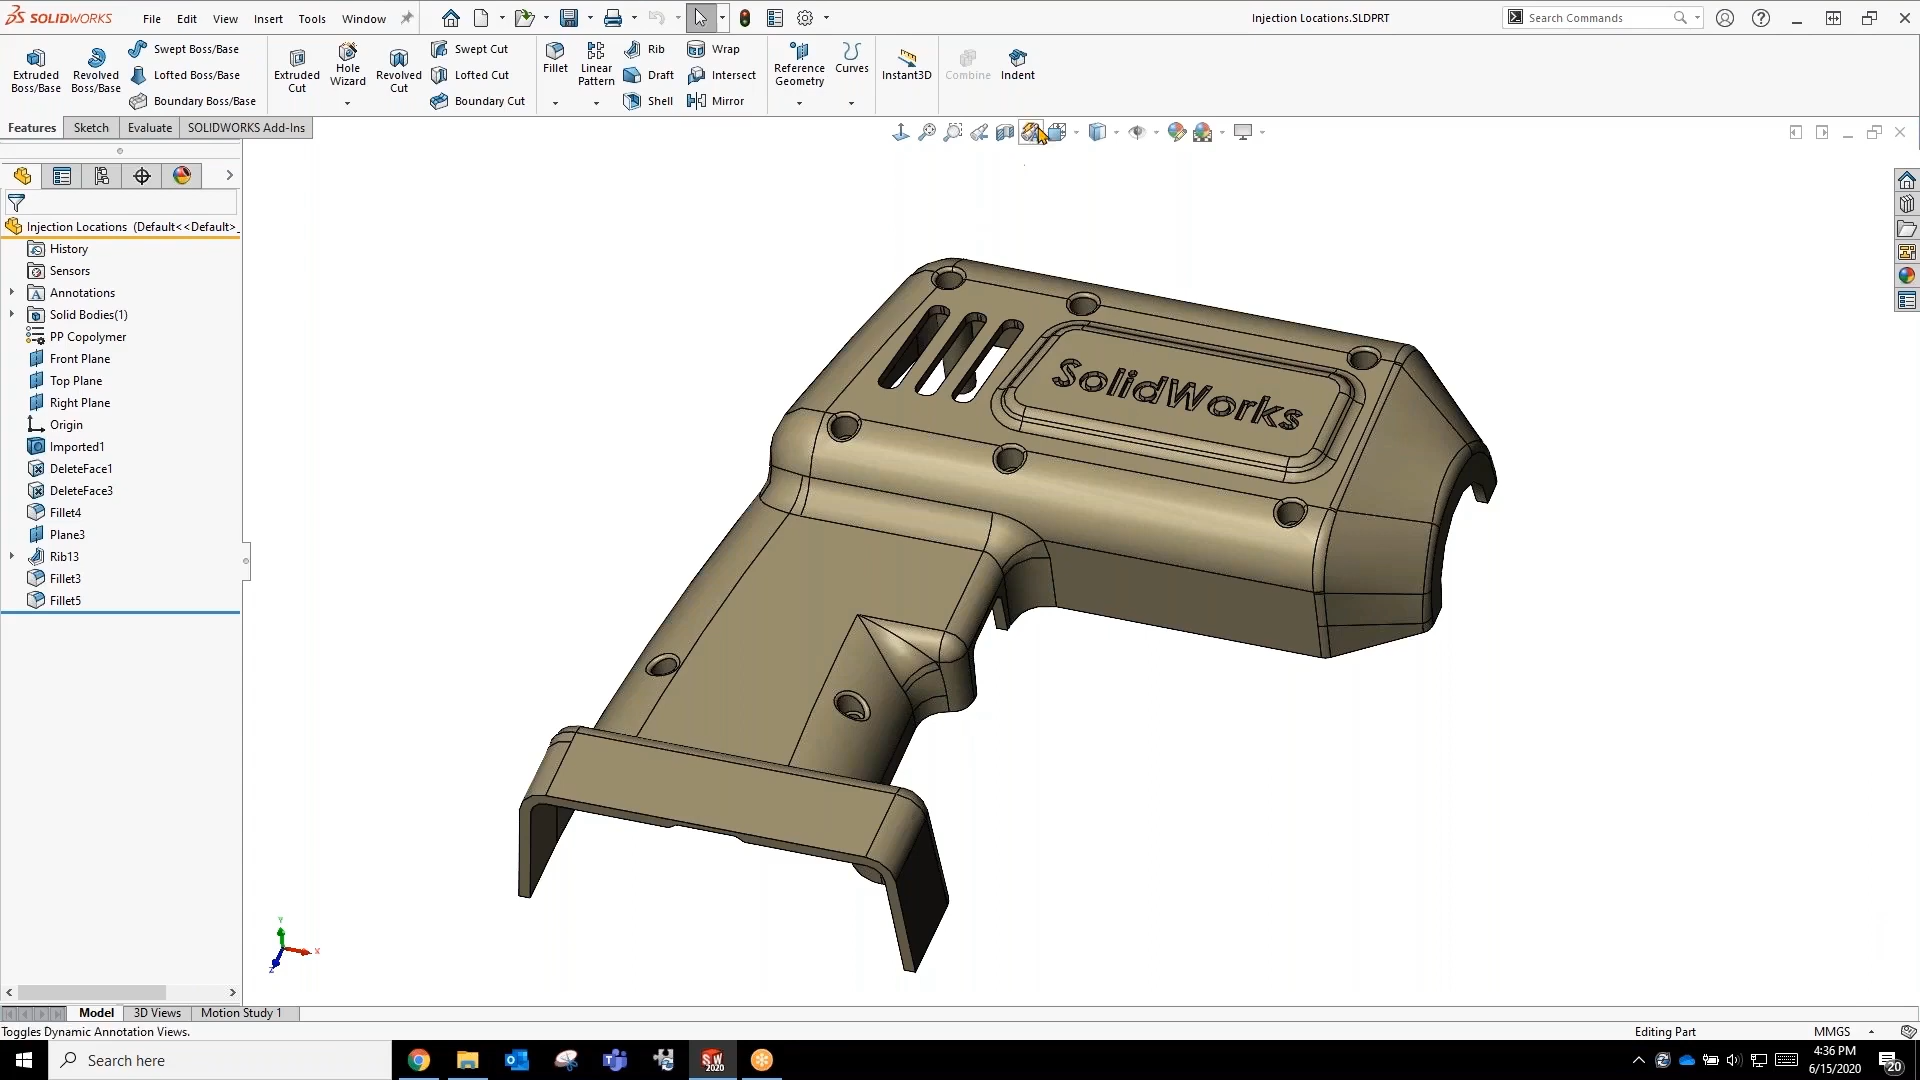 SOLIDWORKS File Edit View Insert Tools Window Injection Locations.SLDPRT Search Commands
Extruded Boss/Base
Revolved Boss/Base
Swept Boss/Base
Lofted Boss/Base
Boundary Boss/Base
Extruded Cut
Hole Wizard
Revolved Cut
Swept Cut
Lofted Cut
Boundary Cut
Fillet
Linear Pattern
Rib
Draft
Shell
Wrap
Intersect
Mirror
Reference Geometry
Curves
Instant3D
Combine
Indent
Features Sketch Evaluate SOLIDWORKS Add-Ins
Injection Locations (Default<<Default>_
History
Sensors
Annotations
Solid Bodies(1)
PP Copolymer
Front Plane
Top Plane
Right Plane
Origin
Imported1
DeleteFace1
DeleteFace3
Fillet4
Plane3
Rib13
Fillet3
Fillet5
SolidWorks
Y
X
Z
Model 3D Views Motion Study 1
Toggles Dynamic Annotation Views. Editing Part MMGS
Search here
SW 2020
4:36 PM
6/15/2020
20